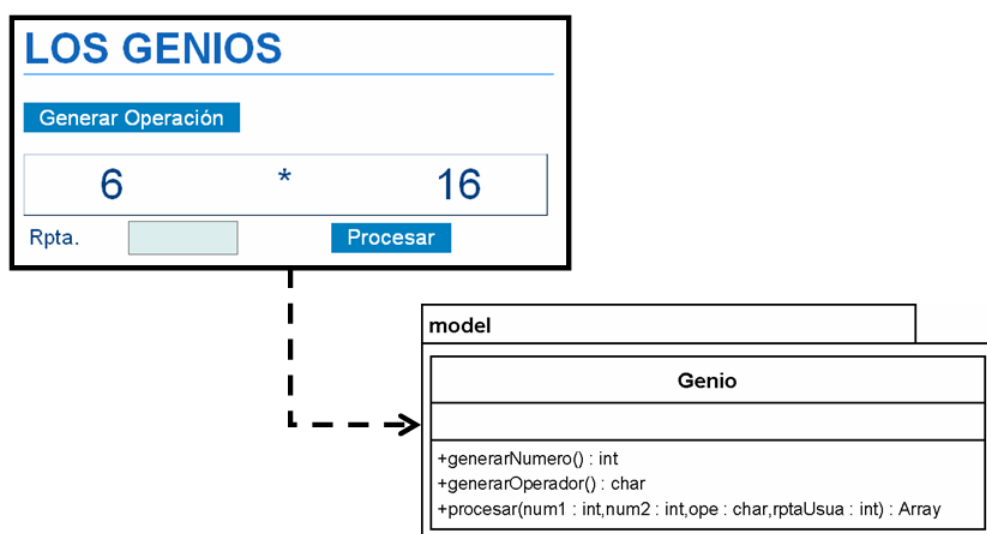 LOS GENIOS
Generar Operación
6 * 16
Rpta. Procesar
model
Genio
+generarNumero() : int
+generarOperador() : char
+procesar(num1 : int,num2 : int,ope : char,rptaUsua : int) : Array